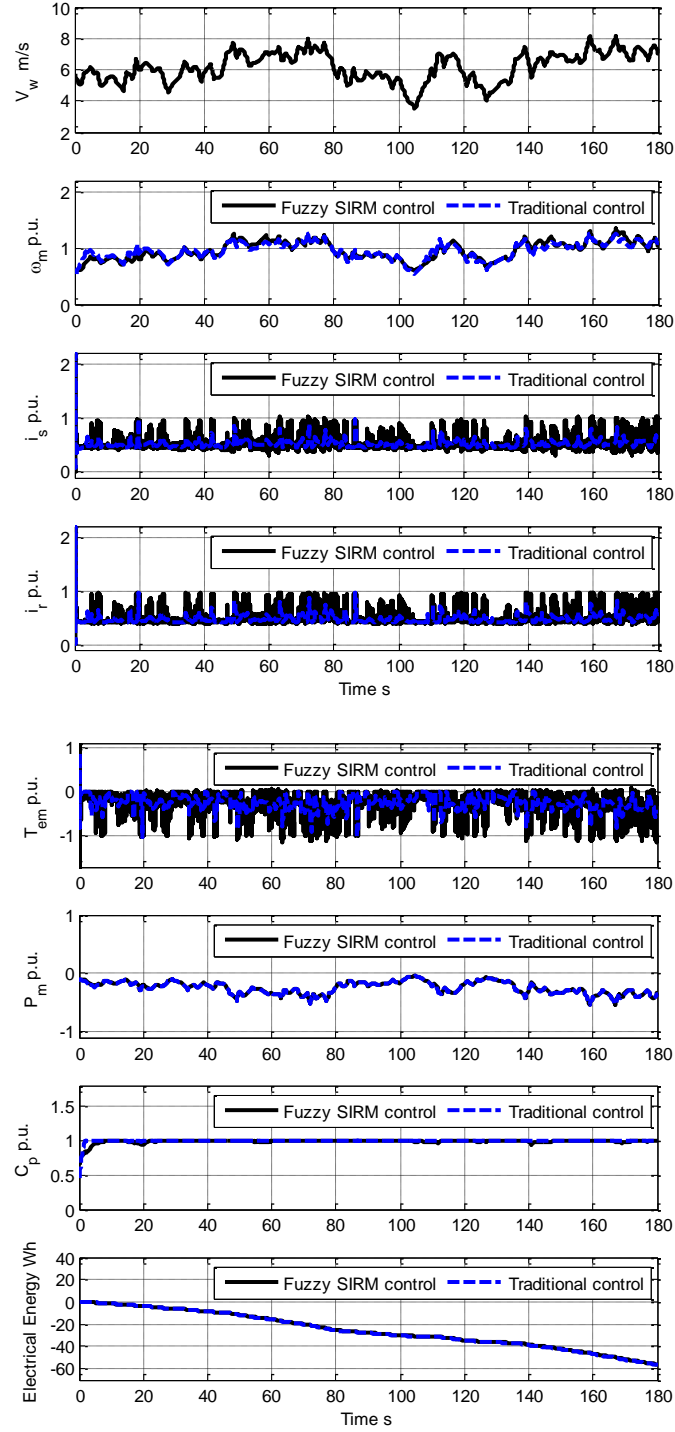 V_w m/s
10
8
6
4
2
0 20 40 60 80 100 120 140 160 180
ω_m p.u.
Fuzzy SIRM control Traditional control
2
1
0
0 20 40 60 80 100 120 140 160 180
i_s p.u.
Fuzzy SIRM control Traditional control
2
1
0
0 20 40 60 80 100 120 140 160 180
i_r p.u.
Fuzzy SIRM control Traditional control
2
1
0
0 20 40 60 80 100 120 140 160 180
Time s
T_em p.u.
Fuzzy SIRM control Traditional control
1
0
-1
0 20 40 60 80 100 120 140 160 180
P_m p.u.
Fuzzy SIRM control Traditional control
1
0
-1
0 20 40 60 80 100 120 140 160 180
C_p p.u.
Fuzzy SIRM control Traditional control
1.5
1
0.5
0
0 20 40 60 80 100 120 140 160 180
Electrical Energy Wh
Fuzzy SIRM control Traditional control
40
20
0
-20
-40
-60
0 20 40 60 80 100 120 140 160 180
Time s